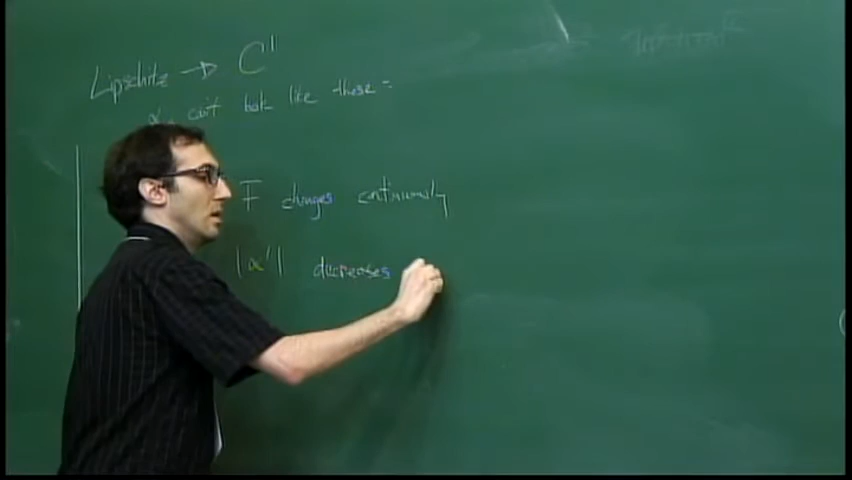 Lipschitz → C¹
can't look like these:
F changes continuously
|α'| decreases